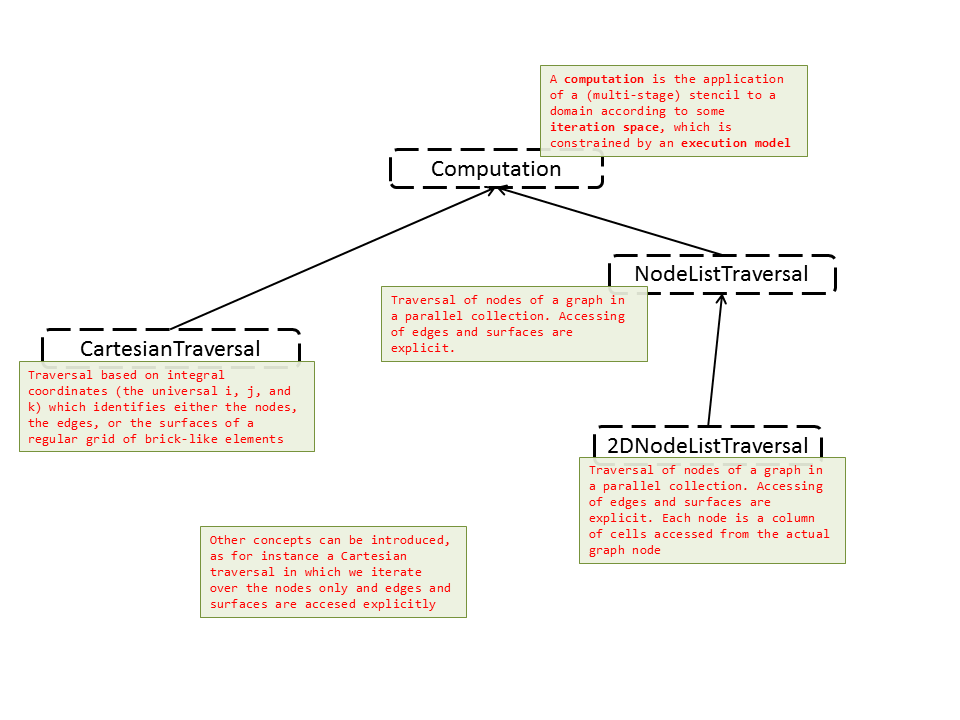 A computation is the application
of a (multi-stage) stencil to a
domain according to some
iteration space, which is
constrained by an execution model
Computation
NodeListTraversal
Traversal of nodes of a graph in
a parallel collection. Accessing
of edges and surfaces are
explicit.
CartesianTraversal
Traversal based on integral
coordinates (the universal i, j, and
k) which identifies either the nodes,
the edges, or the surfaces of a
regular grid of brick-like elements
2DNodeListTraversal
Traversal of nodes of a graph in
a parallel collection. Accessing
of edges and surfaces are
explicit. Each node is a column
of cells accessed from the actual
graph node
Other concepts can be introduced,
as for instance a Cartesian
traversal in which we iterate
over the nodes only and edges and
surfaces are accesed explicitly